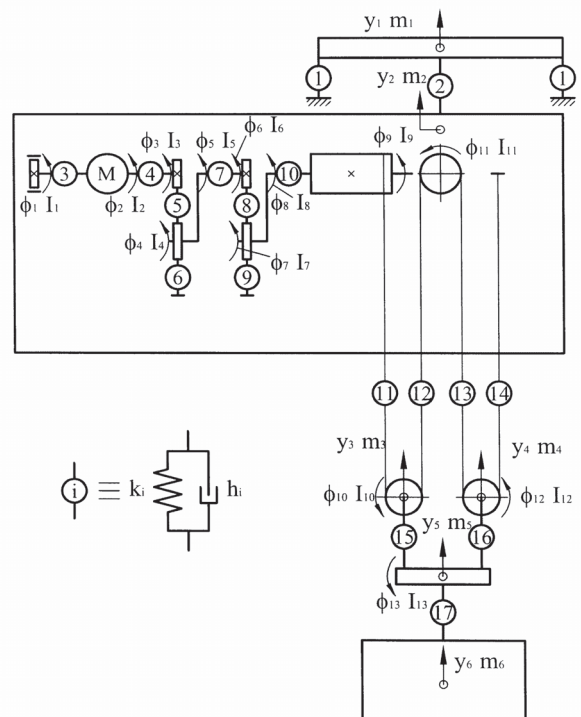 y₁ m₁
1
1
y₂ m₂
2
ϕ₆ I₆
ϕ₃ I₃
ϕ₅ I₅
ϕ₉ I₉
ϕ₁₁ I₁₁
3
M
4
7
10
ϕ₁ I₁
ϕ₂ I₂
5
8
ϕ₈ I₈
ϕ₄ I₄
ϕ₇ I₇
6
9
11
12
13
14
y₃ m₃
y₄ m₄
i
kᵢ
hᵢ
ϕ₁₀ I₁₀
ϕ₁₂ I₁₂
y₅ m₅
15
16
ϕ₁₃ I₁₃
17
y₆ m₆